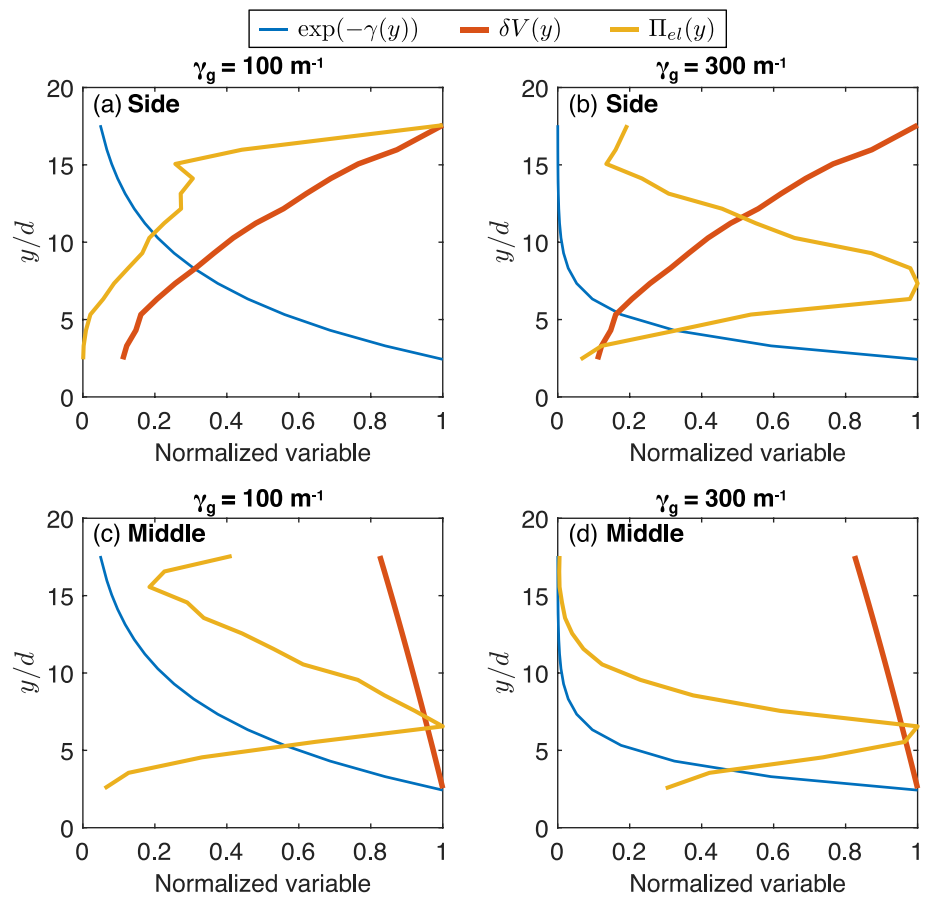 exp(−γ(y)) δV(y) Π_el(y)
γg = 100 m⁻¹ γg = 300 m⁻¹
(a) Side (b) Side
20 15 10 5 0
y/d
0 0.2 0.4 0.6 0.8 1
Normalized variable
20 15 10 5 0
y/d
0 0.2 0.4 0.6 0.8 1
Normalized variable
γg = 100 m⁻¹ γg = 300 m⁻¹
(c) Middle (d) Middle
20 15 10 5 0
y/d
0 0.2 0.4 0.6 0.8 1
Normalized variable
20 15 10 5 0
y/d
0 0.2 0.4 0.6 0.8 1
Normalized variable